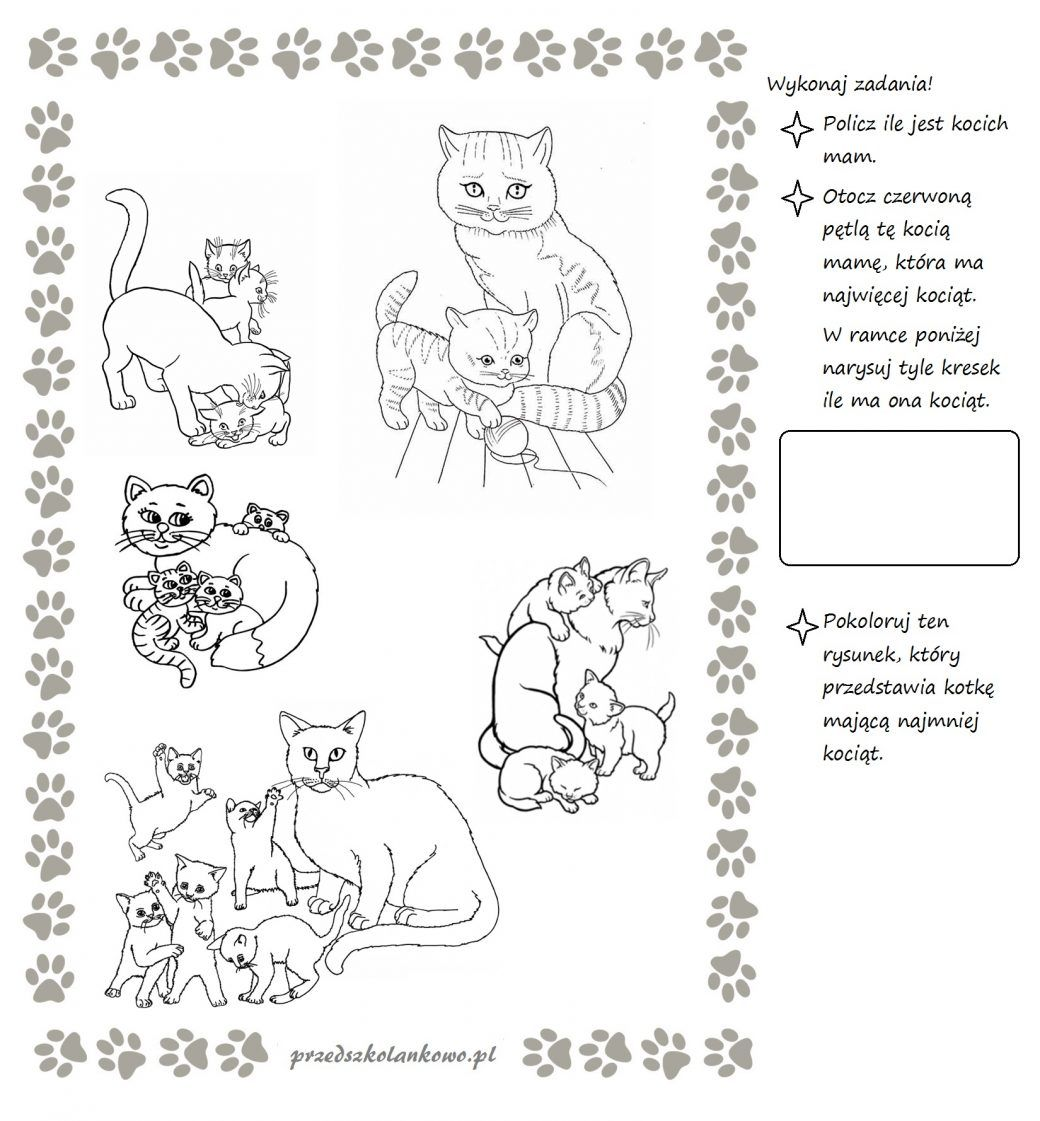 Wykonaj zadania!
Policz ile jest kocich
mam.
Otocz czerwoną
pętlą tę kocią
mamę, która ma
najwięcej kociąt.
W ramce poniżej
narysuj tyle kresek
ile ma ona kociąt.
Pokoloruj ten
rysunek, który
przedstawia kotkę
mającą najmniej
kociąt.
przedszkolankowo.pl